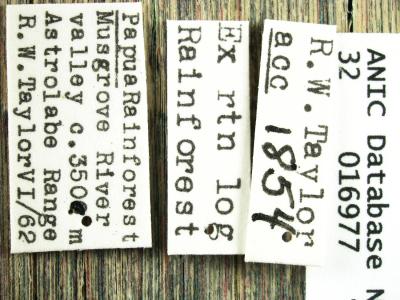 PapuaRainforest
Musgrove River
valley c.350 m
Astrolabe Range
R.W.TaylorVI/62
Ex rtn log
Rainforest
R.W.Taylor
acc 1854
ANIC Database N
32 016977